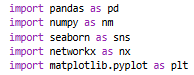 import pandas as pd
import numpy as nm
import seaborn as sns
import networkx as nx
import matplotlib.pyplot as plt